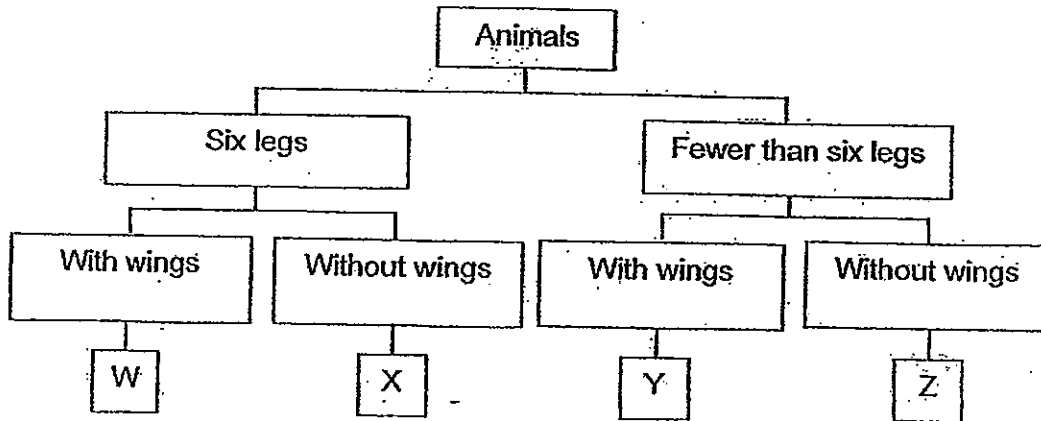 Animals
Six legs
Fewer than six legs
With wings
Without wings
With wings
Without wings
W
X
Y
Z